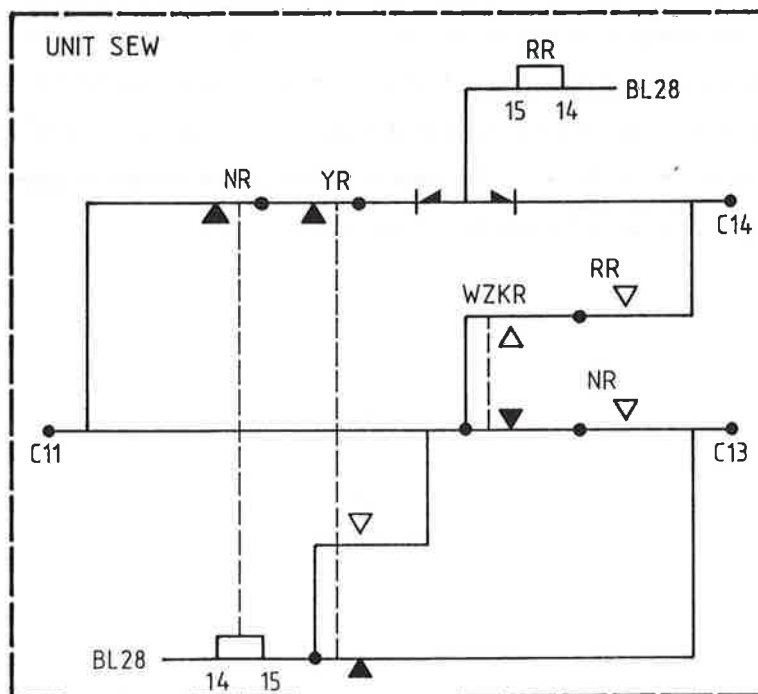 UNIT SEW
RR
15 14
BL28
NR
YR
C14
RR
WZKR
NR
C11
C13
BL28
14 15